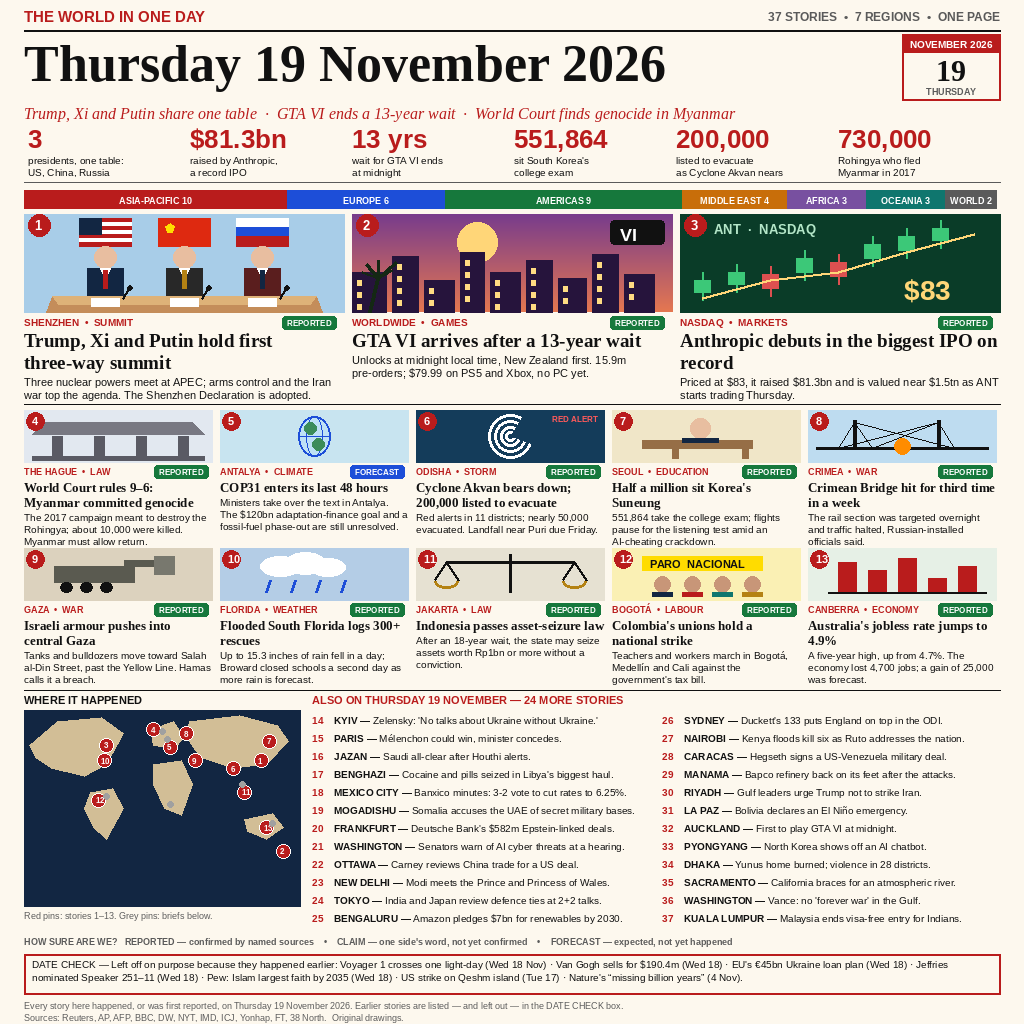 THE WORLD IN ONE DAY
37 STORIES • 7 REGIONS • ONE PAGE
Thursday 19 November 2026
NOVEMBER 2026
19
THURSDAY
Trump, Xi and Putin share one table · GTA VI ends a 13-year wait · World Court finds genocide in Myanmar
3
presidents, one table:
US, China, Russia
$81.3bn
raised by Anthropic,
a record IPO
13 yrs
wait for GTA VI ends
at midnight
551,864
sit South Korea's
college exam
200,000
listed to evacuate
as Cyclone Akvan nears
730,000
Rohingya who fled
Myanmar in 2017
ASIA-PACIFIC 10
EUROPE 6
AMERICAS 9
MIDDLE EAST 4
AFRICA 3
OCEANIA 3
WORLD 2
1
SHENZHEN • SUMMIT
REPORTED
Trump, Xi and Putin hold first
three-way summit
Three nuclear powers meet at APEC; arms control and the Iran
war top the agenda. The Shenzhen Declaration is adopted.
2
VI
WORLDWIDE • GAMES
REPORTED
GTA VI arrives after a 13-year wait
Unlocks at midnight local time, New Zealand first. 15.9m
pre-orders; $79.99 on PS5 and Xbox, no PC yet.
3
ANT · NASDAQ
$83
NASDAQ • MARKETS
REPORTED
Anthropic debuts in the biggest IPO on
record
Priced at $83, it raised $81.3bn and is valued near $1.5tn as ANT
starts trading Thursday.
4
THE HAGUE • LAW
REPORTED
World Court rules 9–6:
Myanmar committed genocide
The 2017 campaign meant to destroy the
Rohingya; about 10,000 were killed.
Myanmar must allow return.
5
ANTALYA • CLIMATE
FORECAST
COP31 enters its last 48 hours
Ministers take over the text in Antalya.
The $120bn adaptation-finance goal and a
fossil-fuel phase-out are still unresolved.
6
RED ALERT
ODISHA • STORM
REPORTED
Cyclone Akvan bears down;
200,000 listed to evacuate
Red alerts in 11 districts; nearly 50,000
evacuated. Landfall near Puri due Friday.
7
SEOUL • EDUCATION
REPORTED
Half a million sit Korea's
Suneung
551,864 take the college exam; flights
pause for the listening test amid an
AI-cheating crackdown.
8
CRIMEA • WAR
REPORTED
Crimean Bridge hit for third time
in a week
The rail section was targeted overnight
and traffic halted, Russian-installed
officials said.
9
GAZA • WAR
REPORTED
Israeli armour pushes into
central Gaza
Tanks and bulldozers move toward Salah
al-Din Street, past the Yellow Line. Hamas
calls it a breach.
10
FLORIDA • WEATHER
REPORTED
Flooded South Florida logs 300+
rescues
Up to 15.3 inches of rain fell in a day;
Broward closed schools a second day as
more rain is forecast.
11
JAKARTA • LAW
REPORTED
Indonesia passes asset-seizure law
After an 18-year wait, the state may seize
assets worth Rp1bn or more without a
conviction.
12
PARO NACIONAL
BOGOTÁ • LABOUR
REPORTED
Colombia's unions hold a
national strike
Teachers and workers march in Bogotá,
Medellín and Cali against the
government's tax bill.
13
CANBERRA • ECONOMY
REPORTED
Australia's jobless rate jumps to
4.9%
A five-year high, up from 4.7%. The
economy lost 4,700 jobs; a gain of 25,000
was forecast.
WHERE IT HAPPENED
3
10
4
5
8
9
7
1
6
11
12
13
2
Red pins: stories 1–13. Grey pins: briefs below.
ALSO ON THURSDAY 19 NOVEMBER — 24 MORE STORIES
14 KYIV — Zelensky: 'No talks about Ukraine without Ukraine.'
15 PARIS — Mélenchon could win, minister concedes.
16 JAZAN — Saudi all-clear after Houthi alerts.
17 BENGHAZI — Cocaine and pills seized in Libya's biggest haul.
18 MEXICO CITY — Banxico minutes: 3-2 vote to cut rates to 6.25%.
19 MOGADISHU — Somalia accuses the UAE of secret military bases.
20 FRANKFURT — Deutsche Bank's $582m Epstein-linked deals.
21 WASHINGTON — Senators warn of AI cyber threats at a hearing.
22 OTTAWA — Carney reviews China trade for a US deal.
23 NEW DELHI — Modi meets the Prince and Princess of Wales.
24 TOKYO — India and Japan review defence ties at 2+2 talks.
25 BENGALURU — Amazon pledges $7bn for renewables by 2030.
26 SYDNEY — Duckett's 133 puts England on top in the ODI.
27 NAIROBI — Kenya floods kill six as Ruto addresses the nation.
28 CARACAS — Hegseth signs a US-Venezuela military deal.
29 MANAMA — Bapco refinery back on its feet after the attacks.
30 RIYADH — Gulf leaders urge Trump not to strike Iran.
31 LA PAZ — Bolivia declares an El Niño emergency.
32 AUCKLAND — First to play GTA VI at midnight.
33 PYONGYANG — North Korea shows off an AI chatbot.
34 DHAKA — Yunus home burned; violence in 28 districts.
35 SACRAMENTO — California braces for an atmospheric river.
36 WASHINGTON — Vance: no 'forever war' in the Gulf.
37 KUALA LUMPUR — Malaysia ends visa-free entry for Indians.
HOW SURE ARE WE? REPORTED — confirmed by named sources • CLAIM — one side's word, not yet confirmed • FORECAST — expected, not yet happened
DATE CHECK — Left off on purpose because they happened earlier: Voyager 1 crosses one light-day (Wed 18 Nov) · Van Gogh sells for $190.4m (Wed 18) · EU's €45bn Ukraine loan plan (Wed 18) · Jeffries
nominated Speaker 251–11 (Wed 18) · Pew: Islam largest faith by 2035 (Wed 18) · US strike on Qeshm island (Tue 17) · Nature's "missing billion years" (4 Nov).
Every story here happened, or was first reported, on Thursday 19 November 2026. Earlier stories are listed — and left out — in the DATE CHECK box.
Sources: Reuters, AP, AFP, BBC, DW, NYT, IMD, ICJ, Yonhap, FT, 38 North. Original drawings.